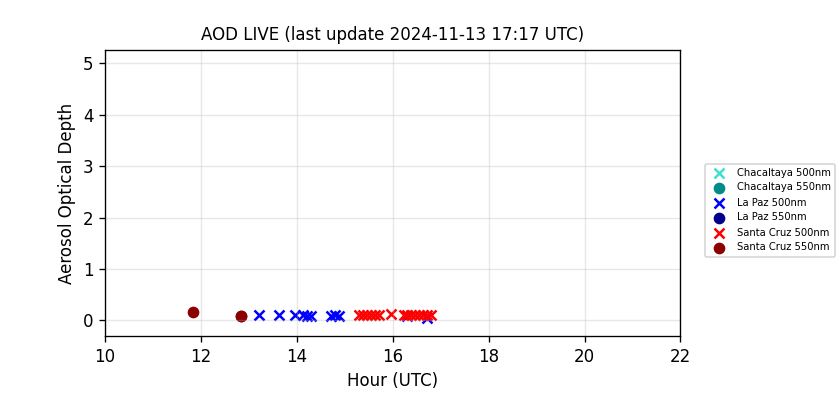 AOD LIVE (last update 2024-11-13 17:17 UTC)
Aerosol Optical Depth
5
4
3
2
1
0
10 12 14 16 18 20 22
Hour (UTC)
Chacaltaya 500nm
Chacaltaya 550nm
La Paz 500nm
La Paz 550nm
Santa Cruz 500nm
Santa Cruz 550nm